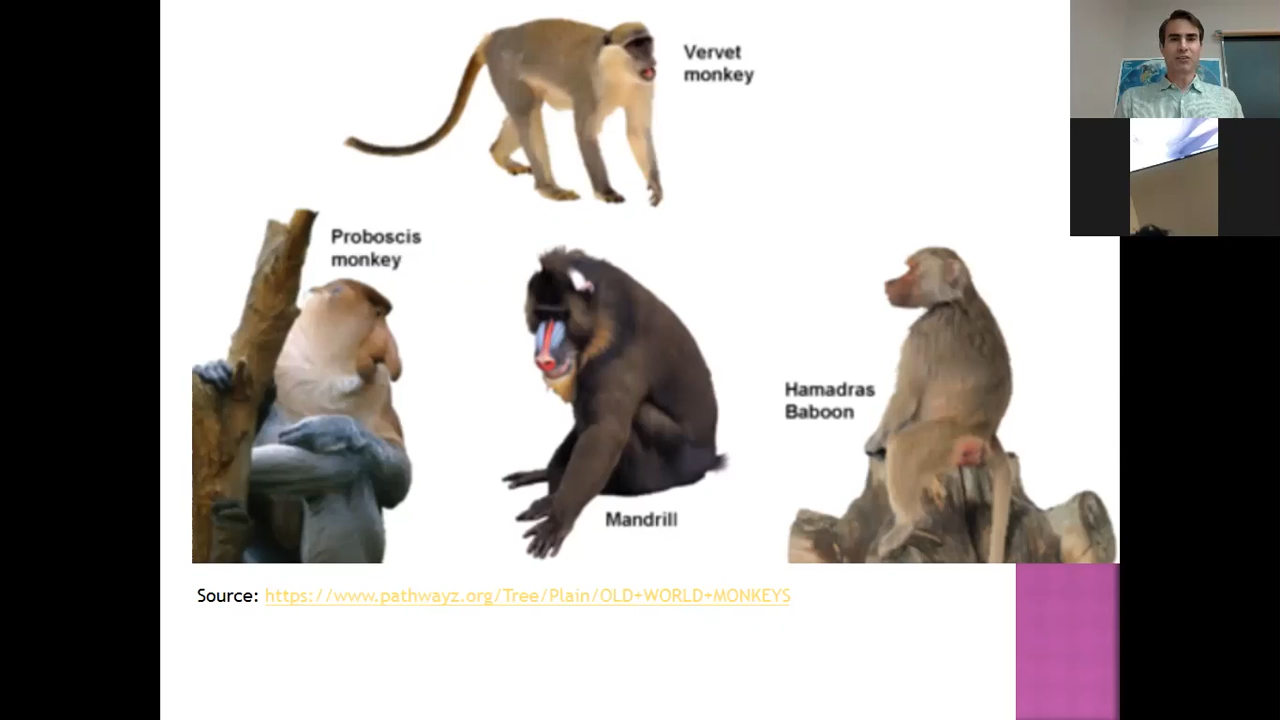 Vervet
monkey
Proboscis
monkey
Hamadras
Baboon
Mandrill
Source: https://www.pathwayz.org/Tree/Plain/OLD+WORLD+MONKEYS